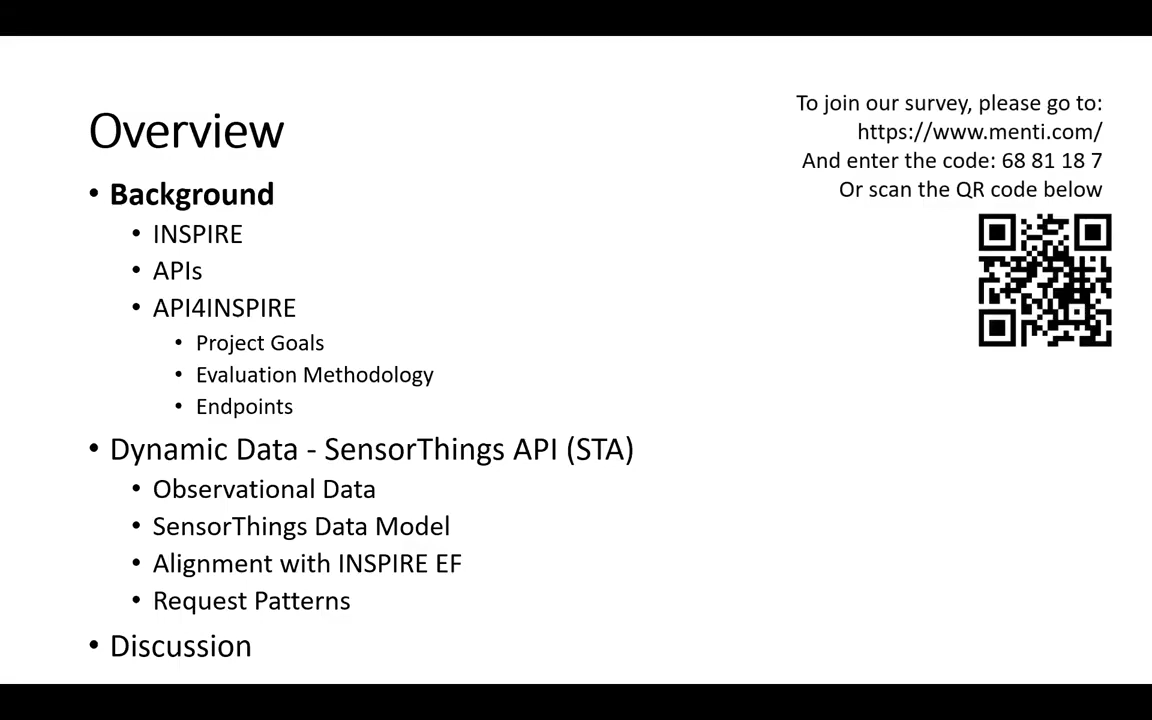 Overview
• Background
• INSPIRE
• APIs
• API4INSPIRE
• Project Goals
• Evaluation Methodology
• Endpoints
• Dynamic Data - SensorThings API (STA)
• Observational Data
• SensorThings Data Model
• Alignment with INSPIRE EF
• Request Patterns
• Discussion
To join our survey, please go to:
https://www.menti.com/
And enter the code: 68 81 18 7
Or scan the QR code below